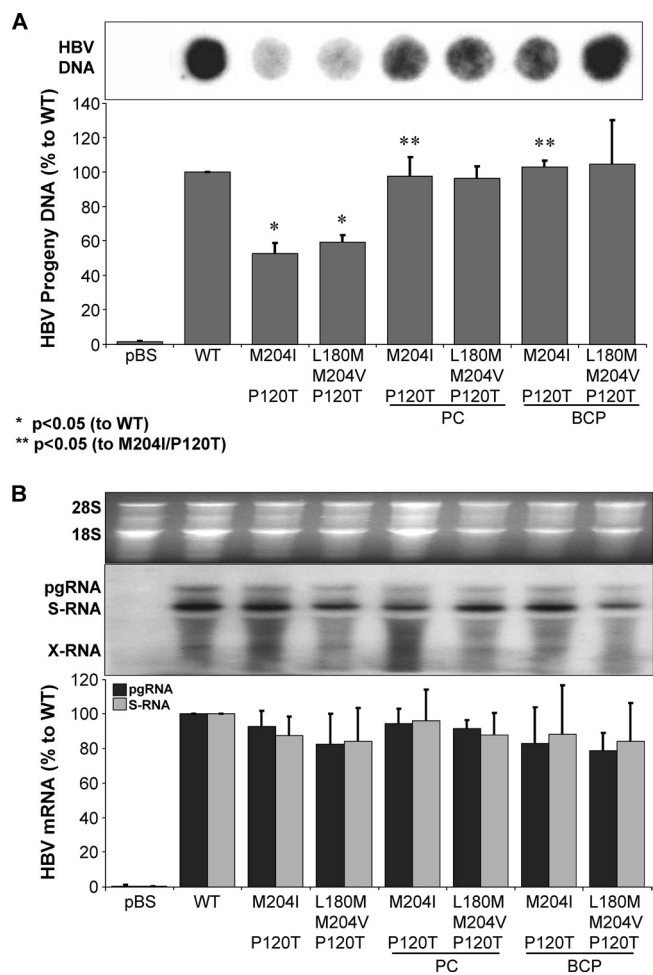 A
HBV
DNA
HBV Progeny DNA (% to WT)
140
120
100
80
60
40
20
0
* * ** **
pBS WT M204I L180M M204I L180M M204I L180M
M204V M204V M204V
P120T P120T P120T P120T P120T P120T
PC BCP
* p<0.05 (to WT)
** p<0.05 (to M204I/P120T)
B
28S
18S
pgRNA
S-RNA
X-RNA
HBV mRNA (% to WT)
120
100
80
60
40
20
0
pgRNA
S-RNA
pBS WT M204I L180M M204I L180M M204I L180M
M204V M204V M204V
P120T P120T P120T P120T P120T P120T
PC BCP